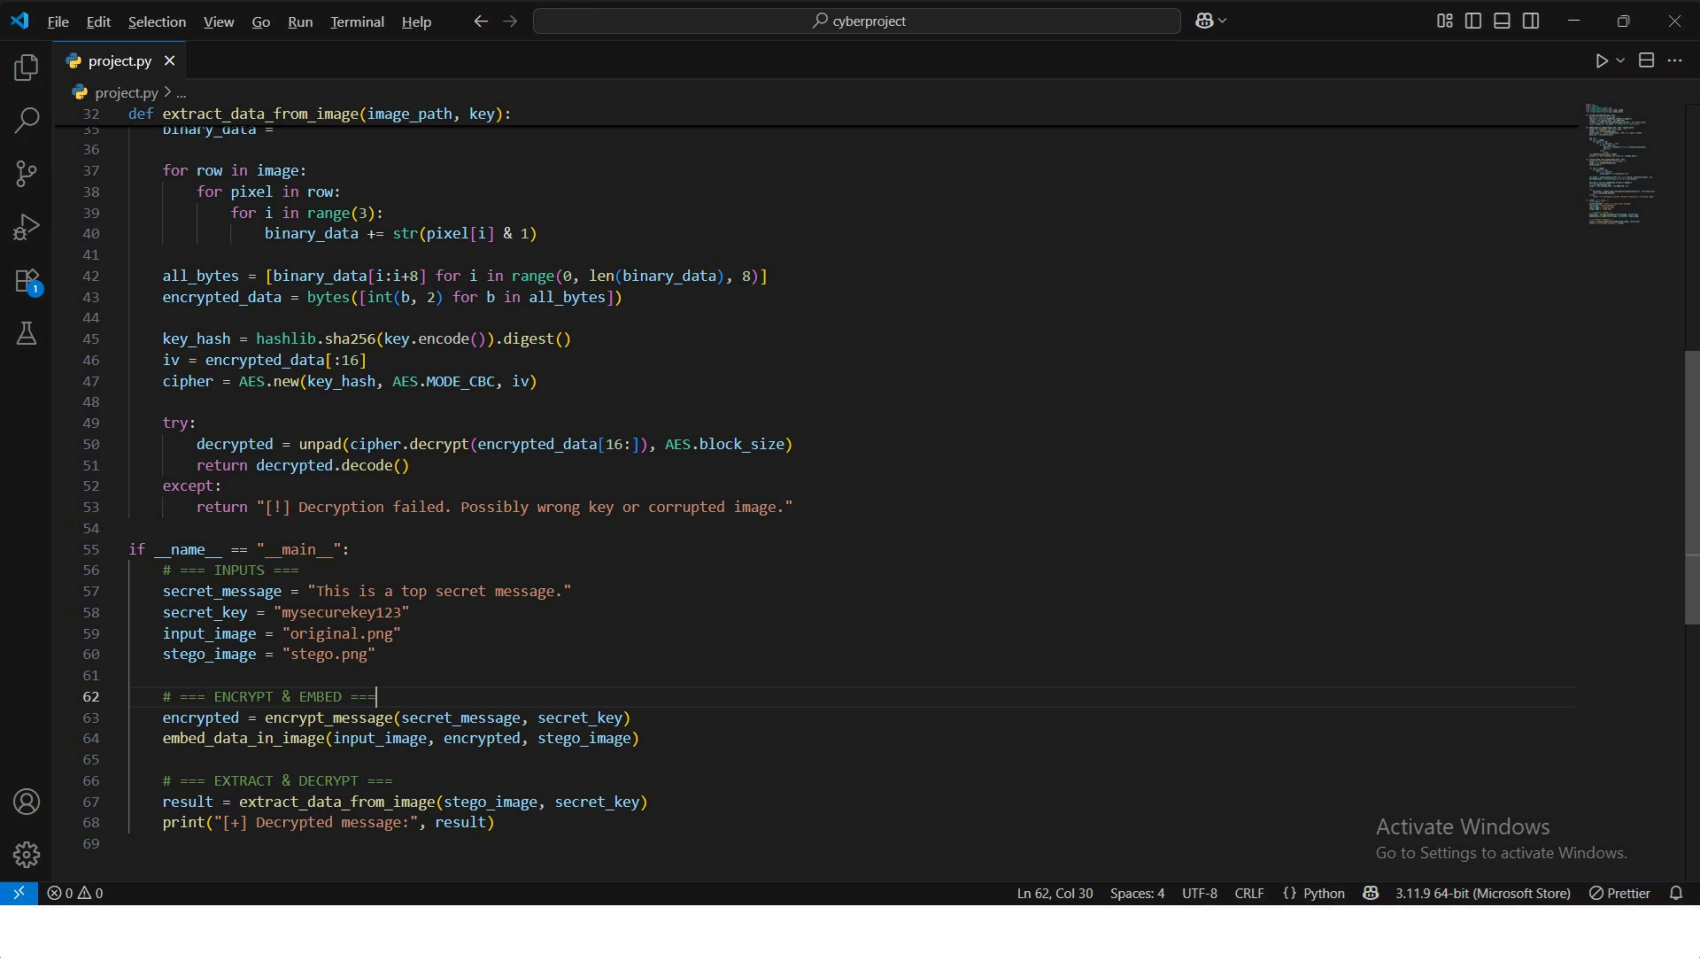 File Edit Selection View Go Run Terminal Help cyberproject
project.py
project.py > ...
32 def extract_data_from_image(image_path, key):
35 binary_data =
36
37 for row in image:
38 for pixel in row:
39 for i in range(3):
40 binary_data += str(pixel[i] & 1)
41
42 all_bytes = [binary_data[i:i+8] for i in range(0, len(binary_data), 8)]
43 encrypted_data = bytes([int(b, 2) for b in all_bytes])
44
45 key_hash = hashlib.sha256(key.encode()).digest()
46 iv = encrypted_data[:16]
47 cipher = AES.new(key_hash, AES.MODE_CBC, iv)
48
49 try:
50 decrypted = unpad(cipher.decrypt(encrypted_data[16:]), AES.block_size)
51 return decrypted.decode()
52 except:
53 return "[!] Decryption failed. Possibly wrong key or corrupted image."
54
55 if __name__ == "__main__":
56 # === INPUTS ===
57 secret_message = "This is a top secret message."
58 secret_key = "mysecurekey123"
59 input_image = "original.png"
60 stego_image = "stego.png"
61
62 # === ENCRYPT & EMBED ===
63 encrypted = encrypt_message(secret_message, secret_key)
64 embed_data_in_image(input_image, encrypted, stego_image)
65
66 # === EXTRACT & DECRYPT ===
67 result = extract_data_from_image(stego_image, secret_key)
68 print("[+] Decrypted message:", result)
69
1
Activate Windows
Go to Settings to activate Windows.
0 0 Ln 62, Col 30 Spaces: 4 UTF-8 CRLF {} Python 3.11.9 64-bit (Microsoft Store) Prettier